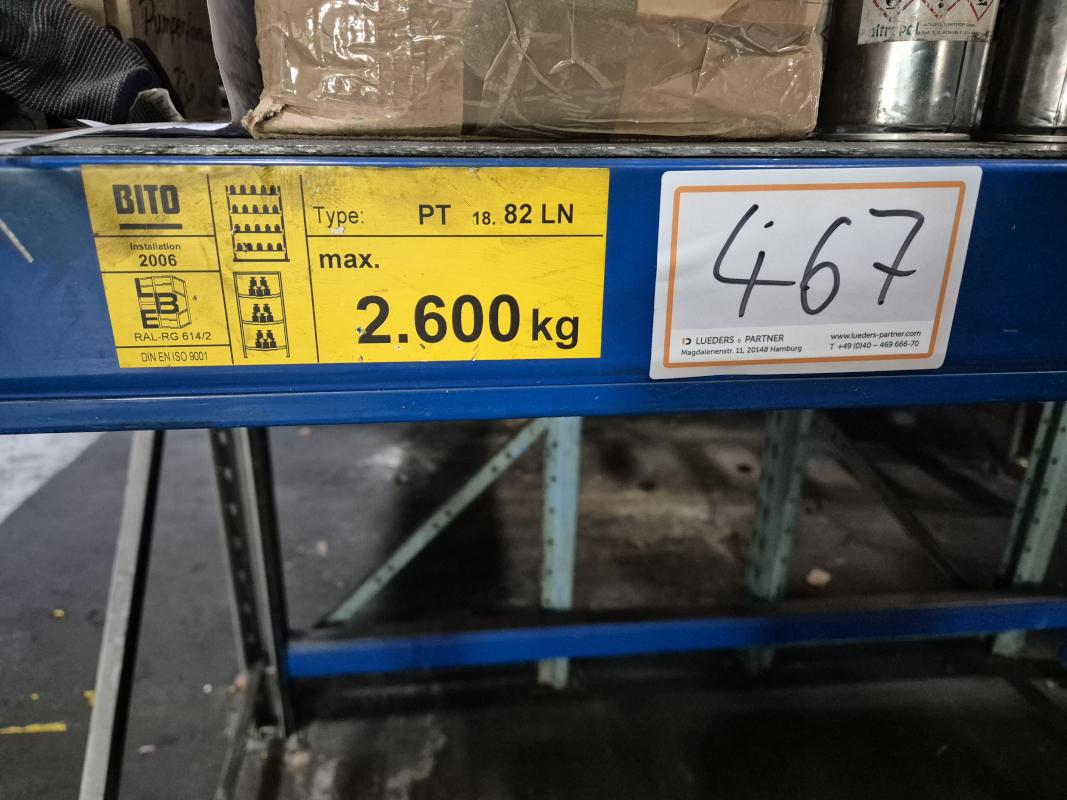 BITO
Installation
2006
LBE
RAL-RG 614/2
DIN EN ISO 9001
Type: PT 18. 82 LN
max.
2.600 kg
467
LUEDERS & PARTNER
Magdalenenstr. 11, 20148 Hamburg
www.lueders-partner.com
T +49 (0)40 – 469 666-70